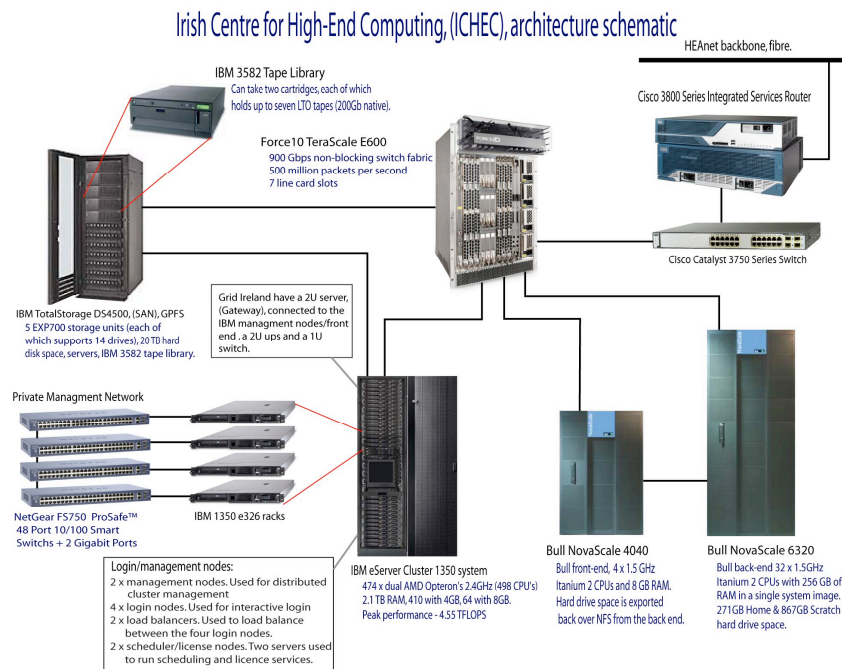 Irish Centre for High-End Computing, (ICHEC), architecture schematic
HEAnet backbone, fibre.
IBM 3582 Tape Library
Can take two cartridges, each of which
holds up to seven LTO tapes (200Gb native).
Cisco 3800 Series Integrated Services Router
Force10 TeraScale E600
900 Gbps non-blocking switch fabric
500 million packets per second
7 line card slots
CIsco Catalyst 3750 Series Switch
IBM TotalStorage DS4500, (SAN), GPFS
5 EXP700 storage units (each of
which supports 14 drives), 20 TB hard
disk space, servers, IBM 3582 tape library.
Grid Ireland have a 2U server,
(Gateway), connected to the
IBM managment nodes/front
end , a 2U ups and a 1U
switch.
Private Managment Network
NetGear FS750 ProSafe™
48 Port 10/100 Smart
Switchs + 2 Gigabit Ports
IBM 1350 e326 racks
Login/management nodes:
2 x management nodes. Used for distributed
cluster management
4 x login nodes. Used for interactive login
2 x load balancers. Used to load balance
between the four login nodes.
2 x scheduler/license nodes. Two servers used
to run scheduling and licence services.
IBM eServer Cluster 1350 system
474 x dual AMD Opteron's 2.4GHz (498 CPU's)
2.1 TB RAM, 410 with 4GB, 64 with 8GB.
Peak performance - 4.55 TFLOPS
Bull NovaScale 4040
Bull front-end, 4 x 1.5 GHz
Itanium 2 CPUs and 8 GB RAM.
Hard drive space is exported
back over NFS from the back end.
Bull NovaScale 6320
Bull back-end 32 x 1.5GHz
Itanium 2 CPUs with 256 GB of
RAM in a single system image.
271GB Home & 867GB Scratch
hard drive space.